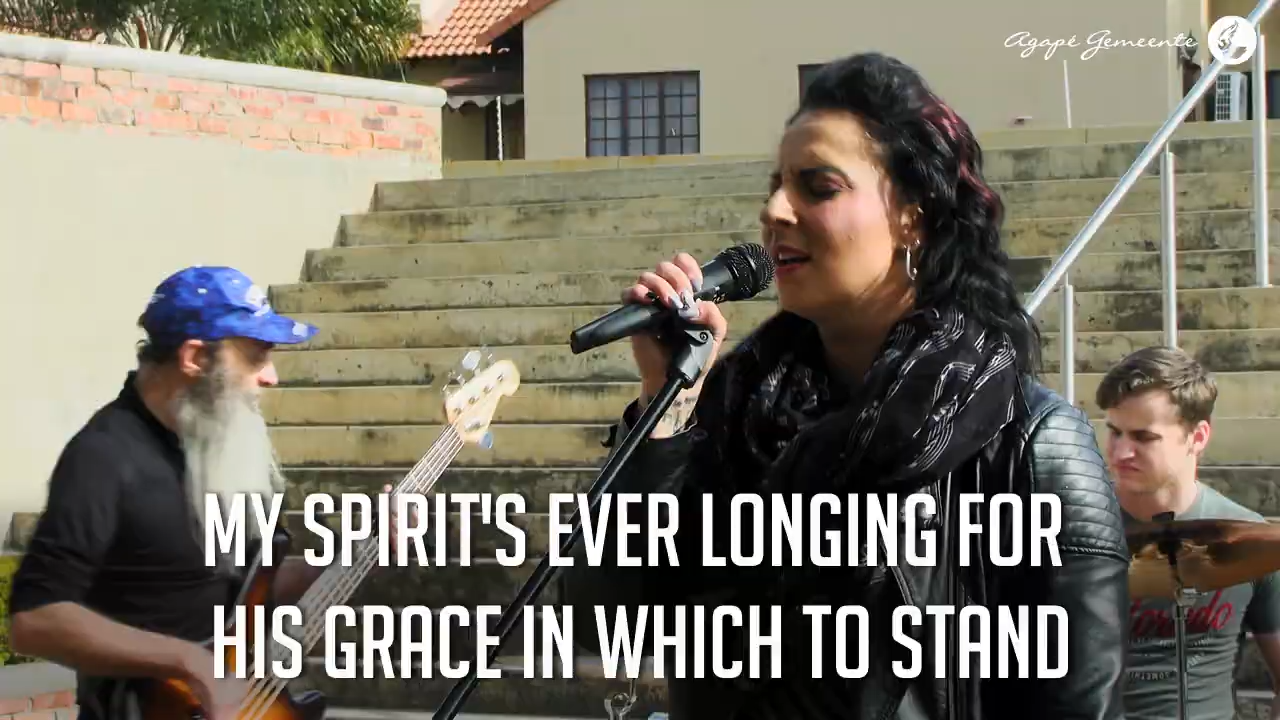 Agapé Gemeente
MY SPIRIT'S EVER LONGING FOR
HIS GRACE IN WHICH TO STAND